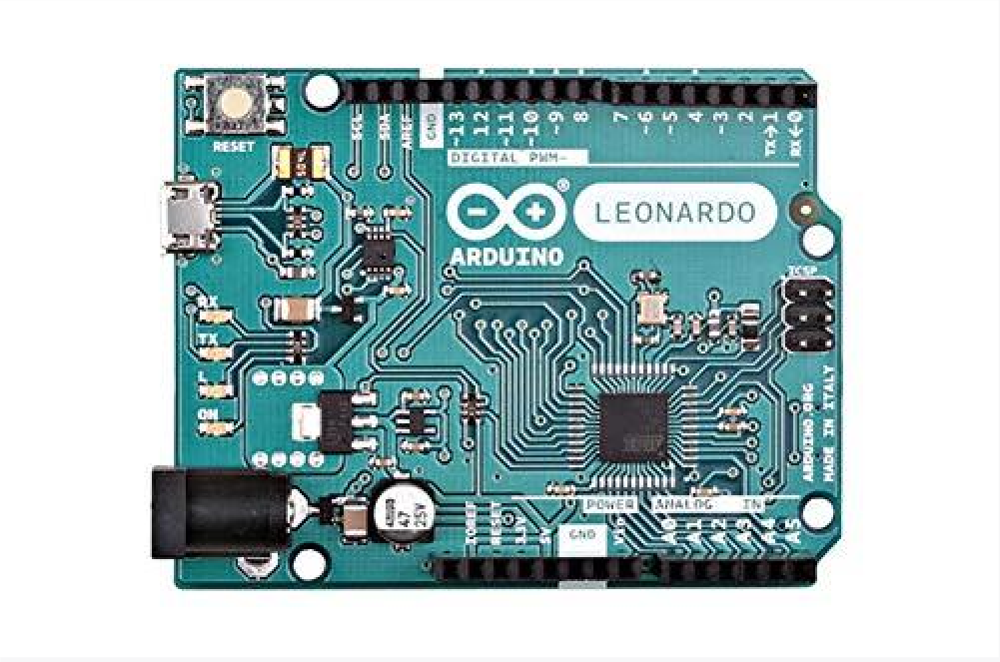 RESET
SCL
SDA
AREF
GND
~13
12
~11
~10
~9
8
7
~6
~5
4
~3
2
TX→1
RX←0
DIGITAL PWM~
®
LEONARDO
ARDUINO
ICSP
RX
TX
L
ON
ARDUINO.ORG
MADE IN ITALY
47
25V
POWER
ANALOG IN
IOREF
RESET
3.3V
5V
GND
A0
A1
A2
A3
A4
A5